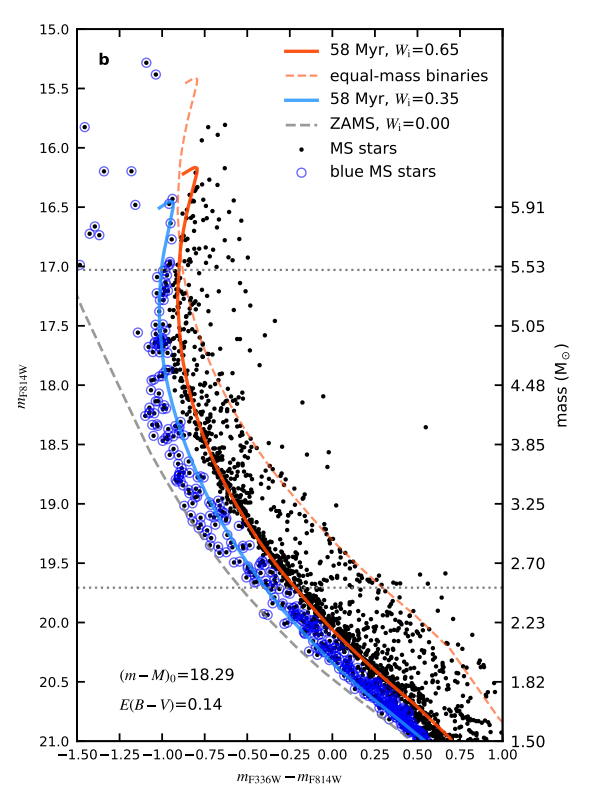 b
58 Myr, Wᵢ=0.65
equal-mass binaries
58 Myr, Wᵢ=0.35
ZAMS, Wᵢ=0.00
MS stars
blue MS stars
15.0
15.5
16.0
16.5
17.0
17.5
18.0
18.5
19.0
19.5
20.0
20.5
21.0
m_F814W
5.91
5.53
5.05
4.48
3.85
3.25
2.70
2.23
1.82
1.50
mass (M⊙)
(m−M)₀=18.29
E(B−V)=0.14
−1.50 −1.25 −1.00 −0.75 −0.50 −0.25 0.00 0.25 0.50 0.75 1.00
m_F336W − m_F814W